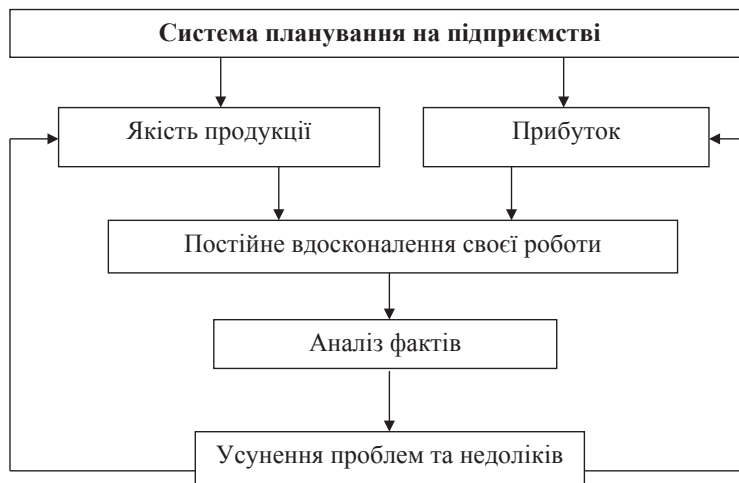 Система планування на підприємстві
Якість продукції
Прибуток
Постійне вдосконалення своєї роботи
Аналіз фактів
Усунення проблем та недоліків